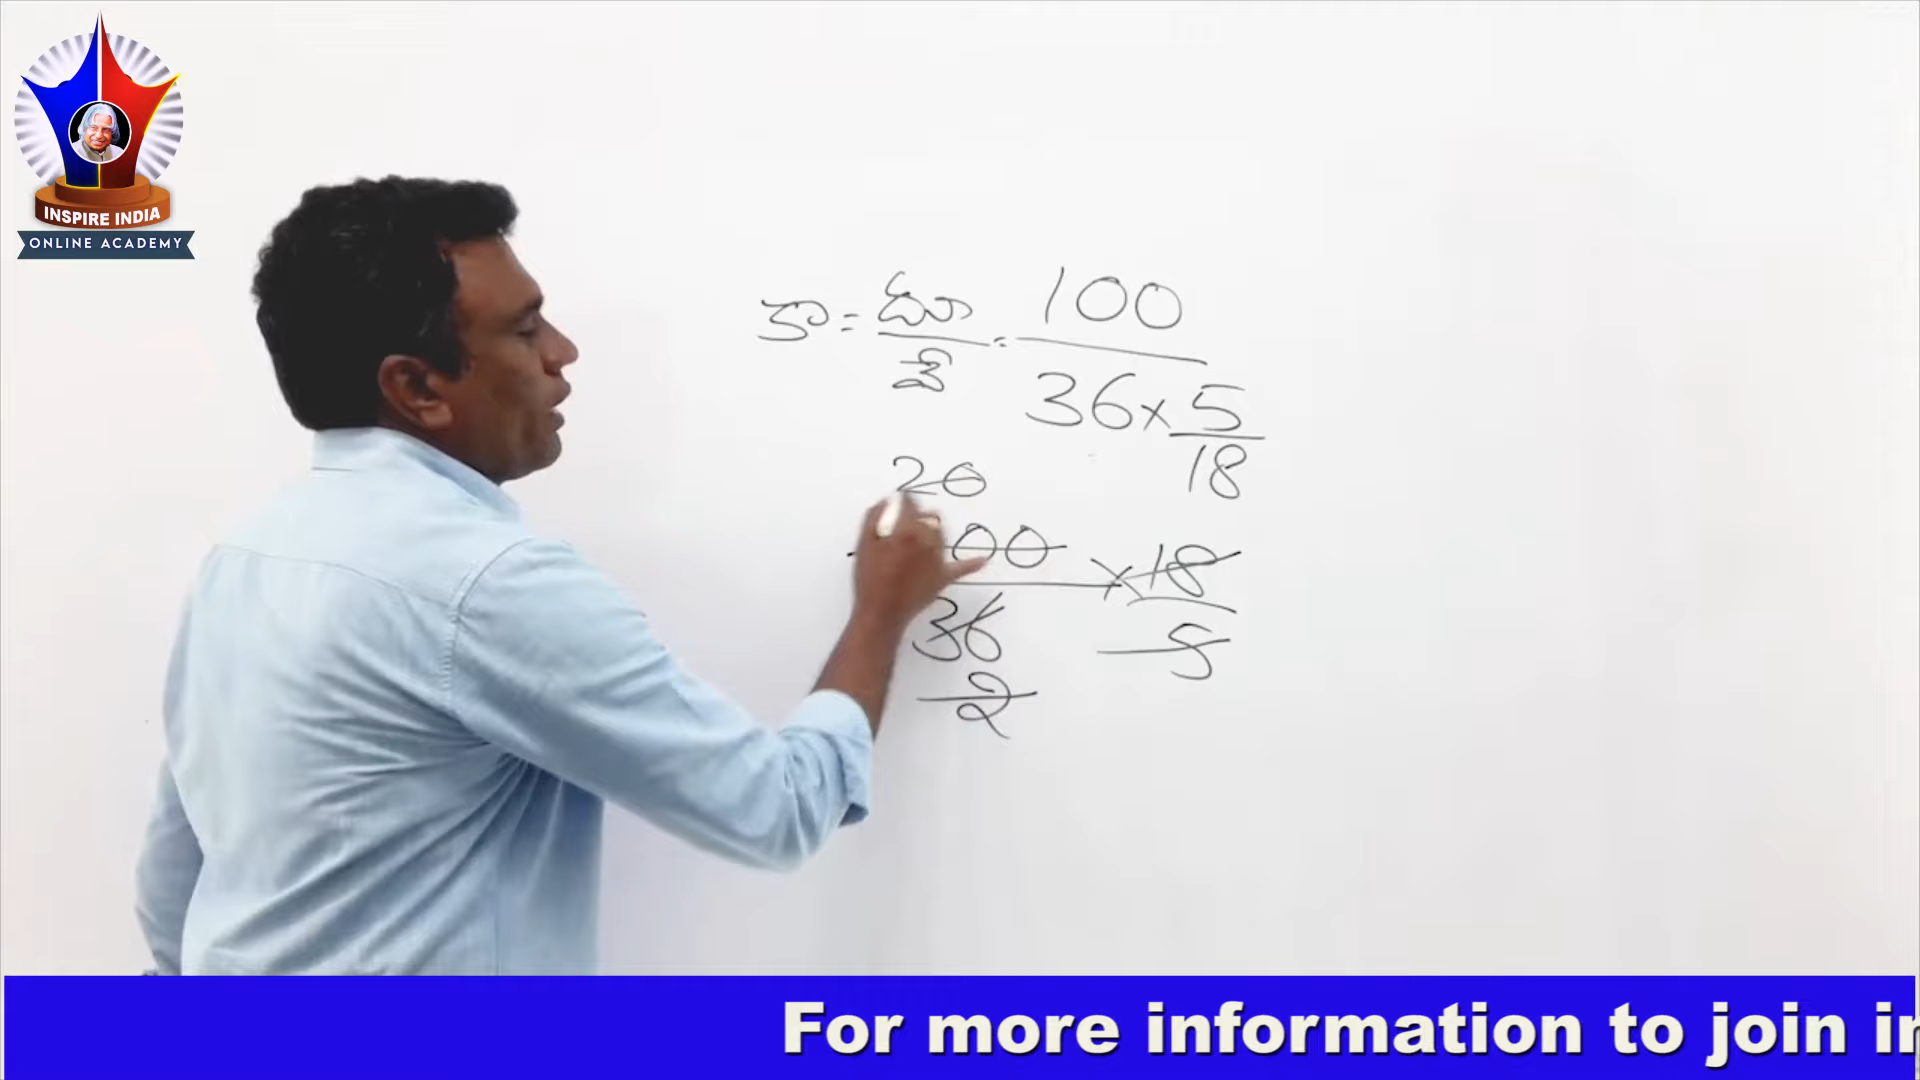 INSPIRE INDIA
ONLINE ACADEMY
కా = దూ/వే = 100/36 × 5/18
20
100/36 × 18/5
2
For more information to join